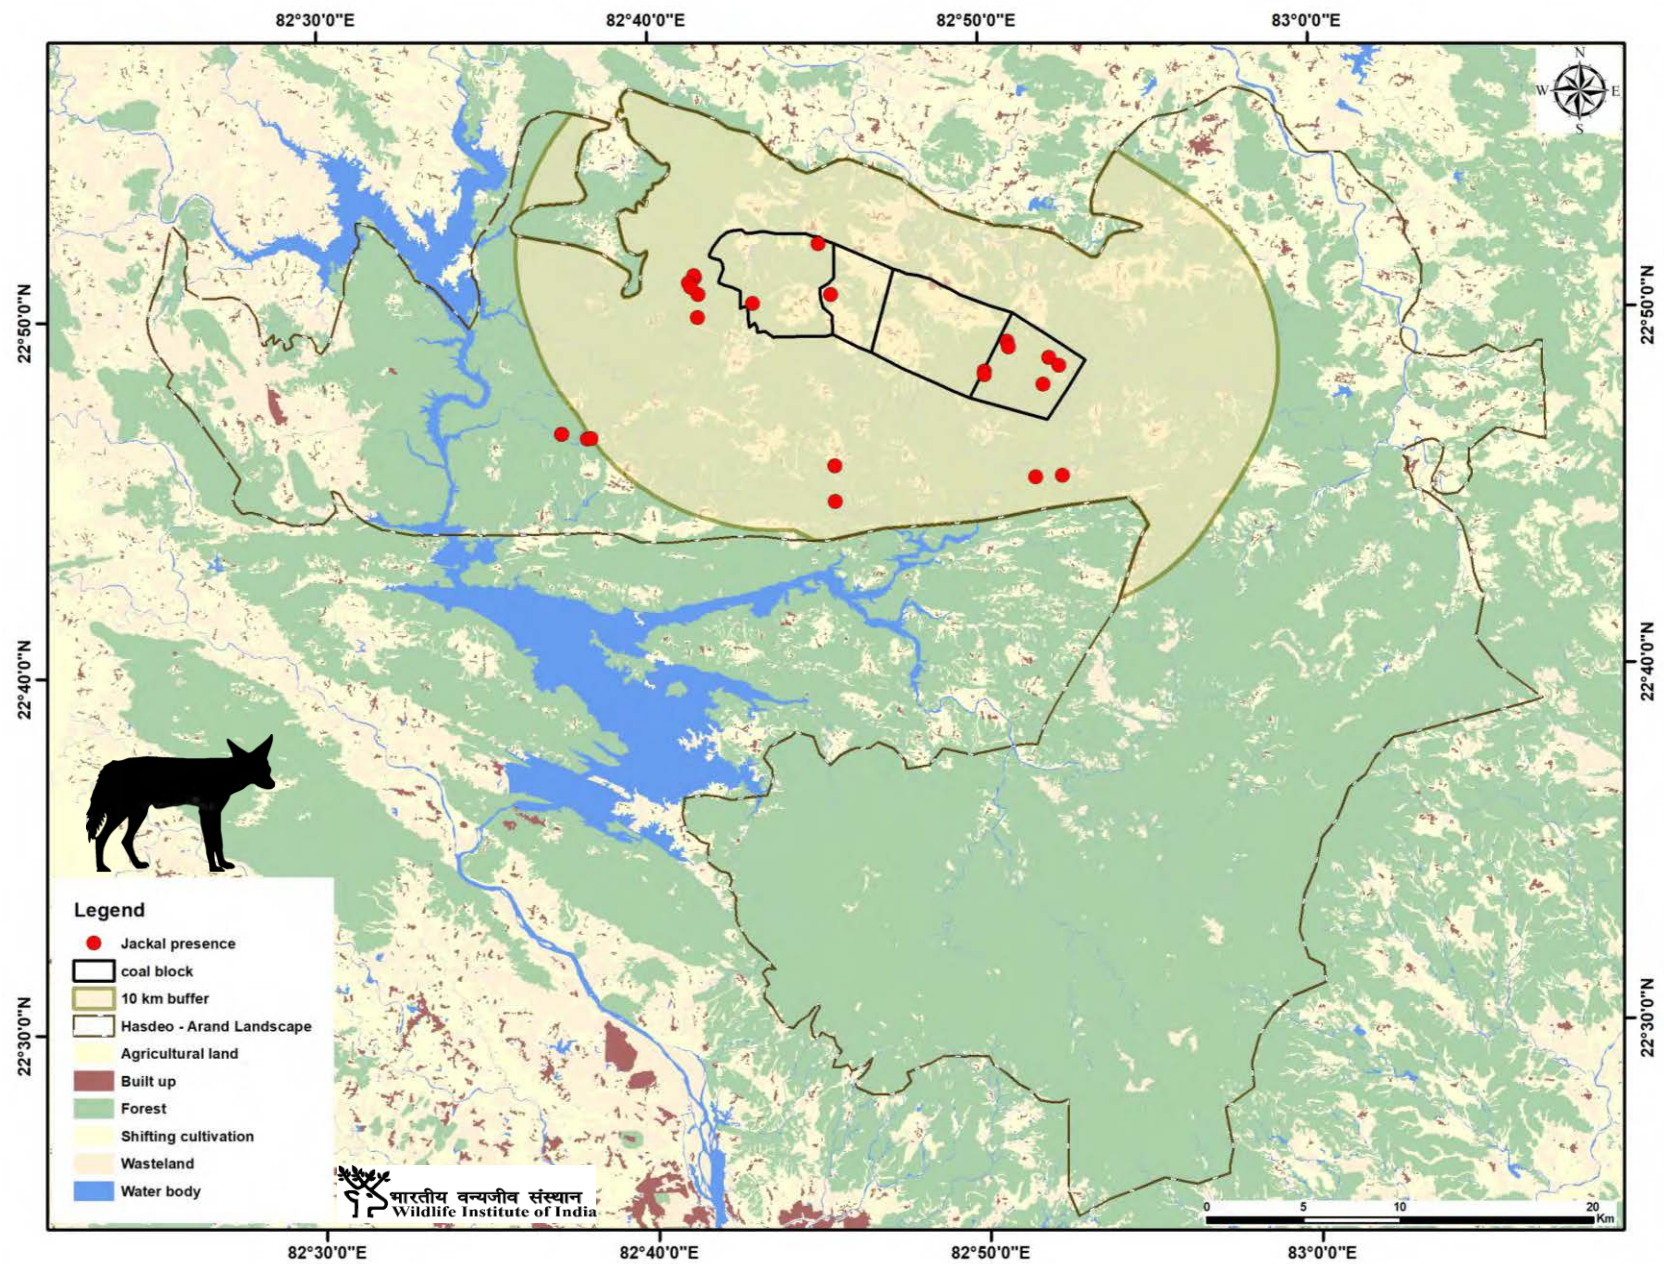 82°30'0"E 82°40'0"E 82°50'0"E 83°0'0"E
N
W E
S
22°50'0"N 22°50'0"N
22°40'0"N 22°40'0"N
22°30'0"N 22°30'0"N
Legend
Jackal presence
coal block
10 km buffer
Hasdeo - Arand Landscape
Agricultural land
Built up
Forest
Shifting cultivation
Wasteland
Water body
भारतीय वन्यजीव संस्थान
Wildlife Institute of India
0 5 10 20
Km
82°30'0"E 82°40'0"E 82°50'0"E 83°0'0"E